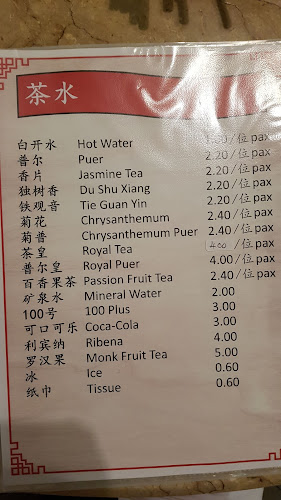 茶水
白开水 Hot Water /位 pax
普尔 Puer 2.20 /位 pax
香片 Jasmine Tea 2.20 /位 pax
独树香 Du Shu Xiang 2.20 /位 pax
铁观音 Tie Guan Yin 2.20 /位 pax
菊花 Chrysanthemum 2.40 /位 pax
菊普 Chrysanthemum Puer 2.40 /位 pax
茶皇 Royal Tea 4.00 /位 pax
普尔皇 Royal Puer 4.00 /位 pax
百香果茶 Passion Fruit Tea 2.40 /位 pax
矿泉水 Mineral Water 2.00
100号 100 Plus 3.00
可口可乐 Coca-Cola 3.00
利宾纳 Ribena 4.00
罗汉果 Monk Fruit Tea 5.00
冰 Ice 0.60
纸巾 Tissue 0.60